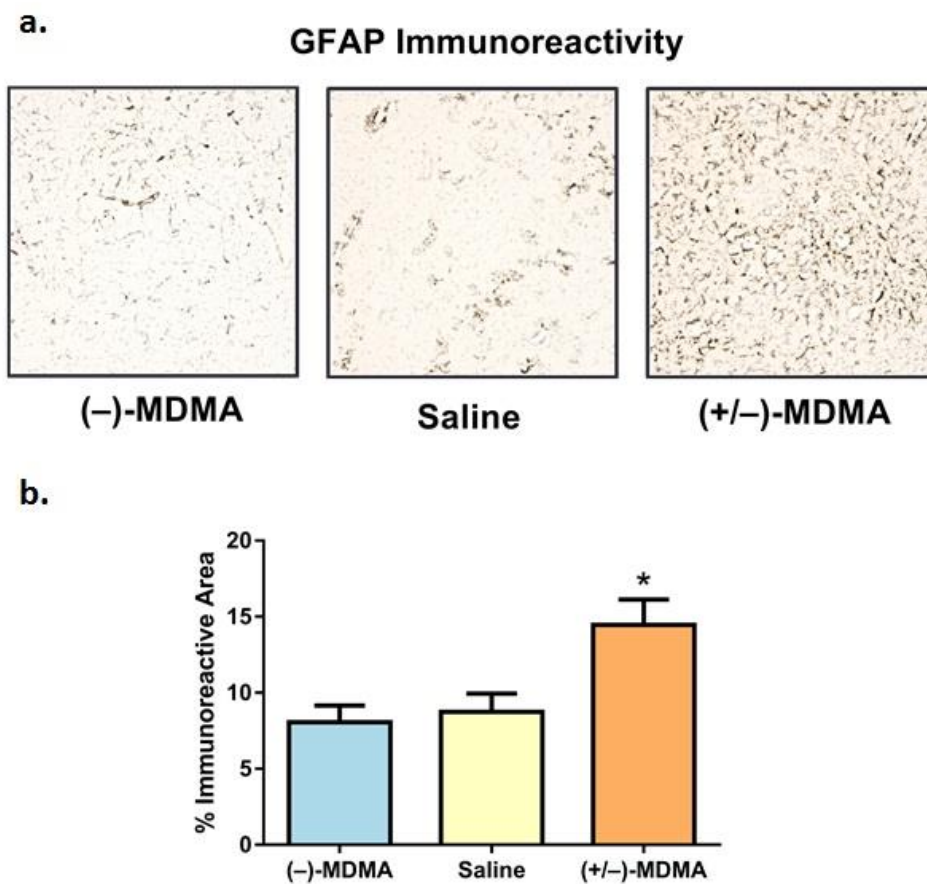 a.
GFAP Immunoreactivity
(–)-MDMA
Saline
(+/–)-MDMA
b.
% Immunoreactive Area
20
15
10
5
0
*
(–)-MDMA
Saline
(+/–)-MDMA